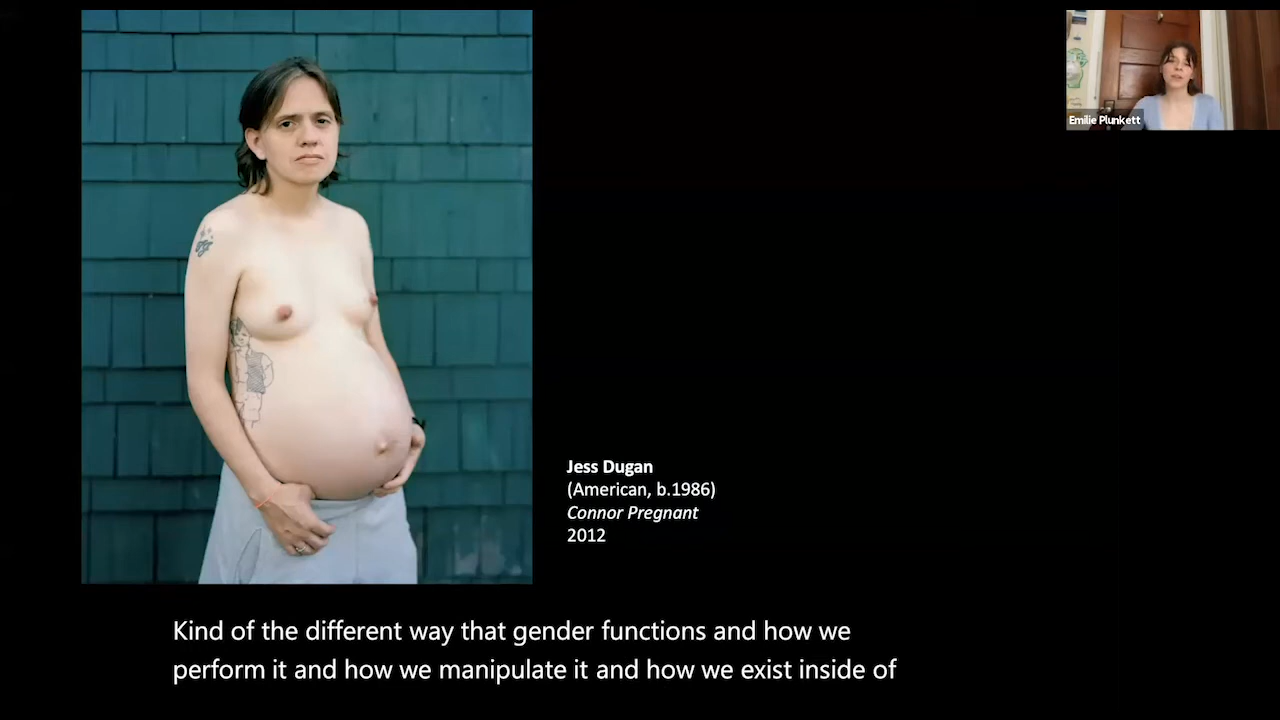 Emilie Plunkett
Jess Dugan
(American, b.1986)
Connor Pregnant
2012
Kind of the different way that gender functions and how we
perform it and how we manipulate it and how we exist inside of